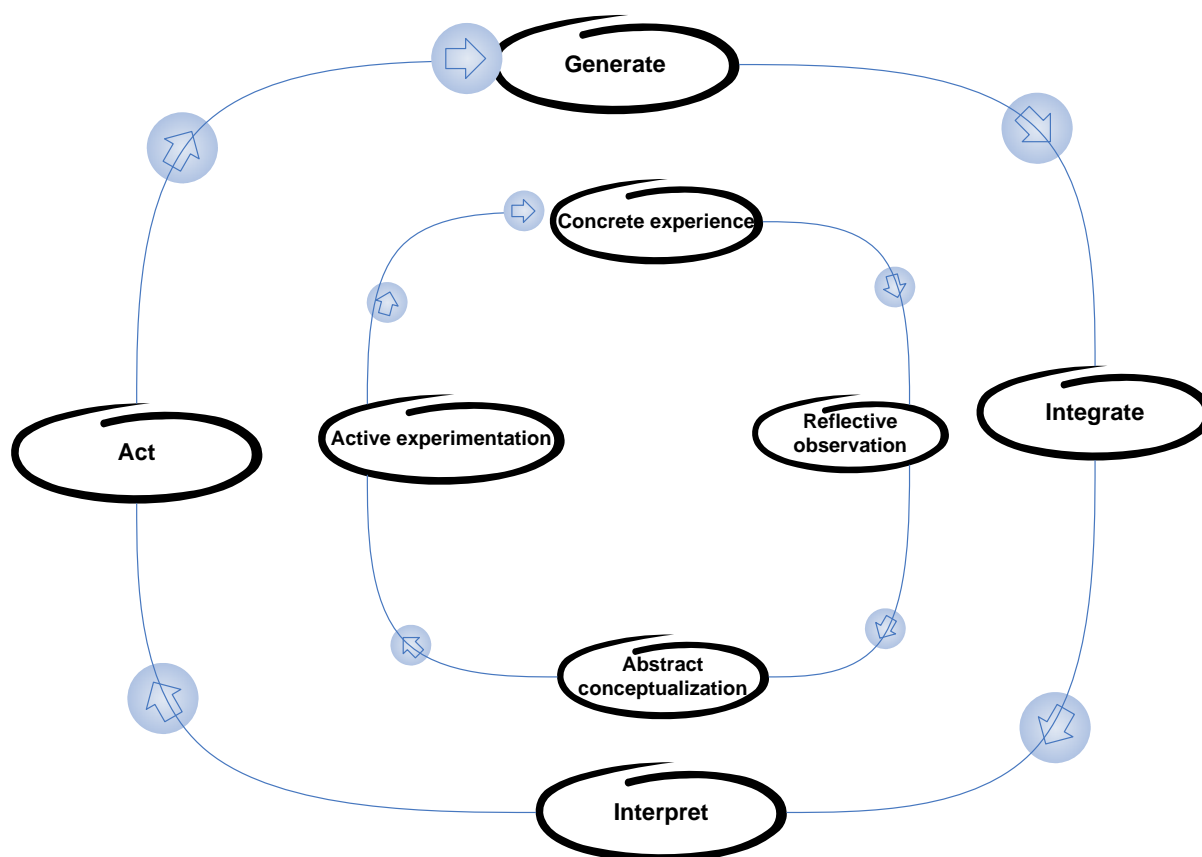 Generate
Concrete experience
Act
Active experimentation
Reflective
observation
Integrate
Abstract
conceptualization
Interpret